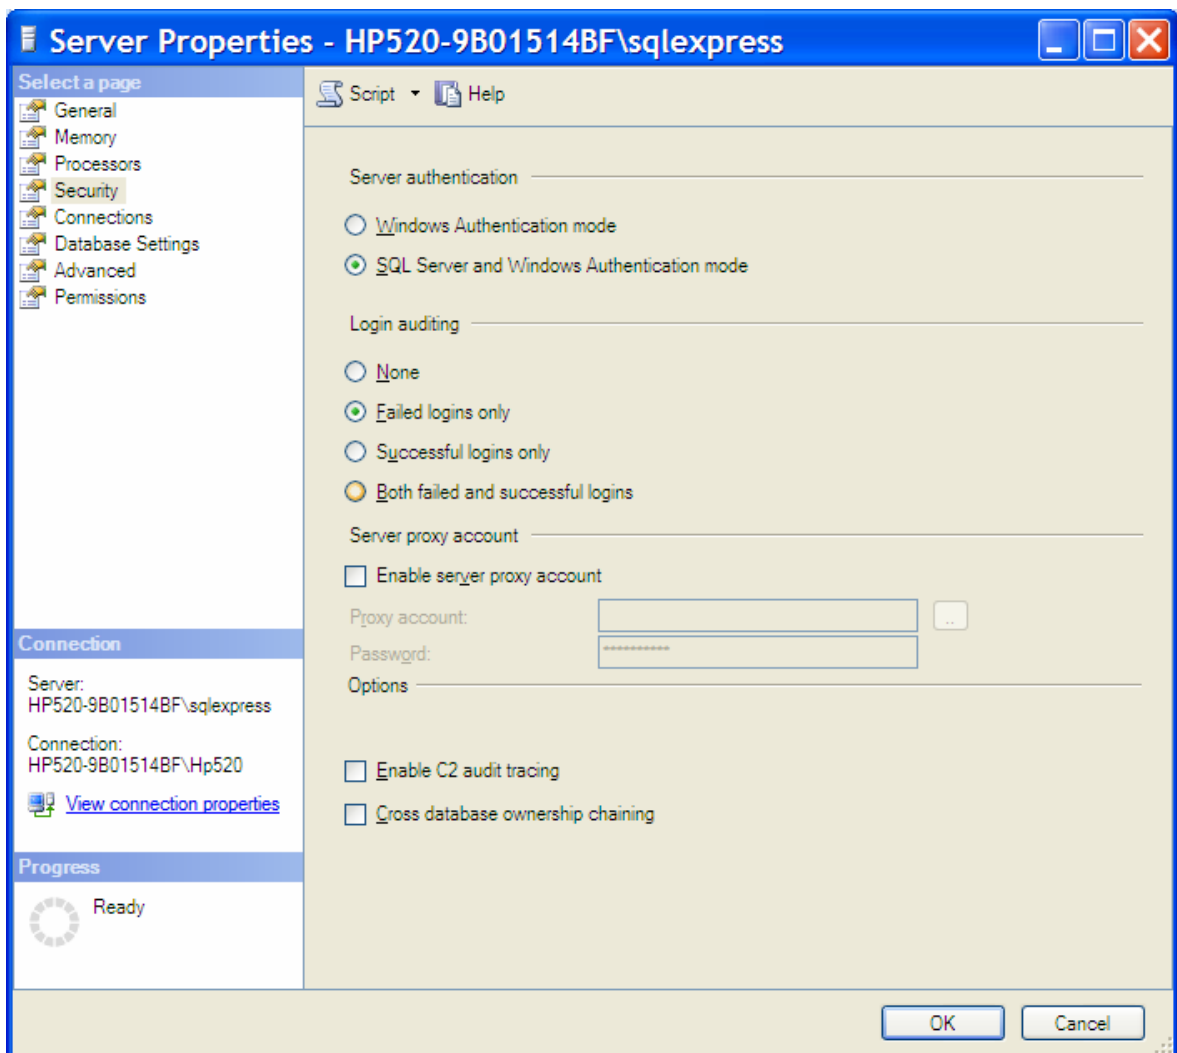 Server Properties - HP520-9B01514BF\sqlexpress
Select a page
General
Memory
Processors
Security
Connections
Database Settings
Advanced
Permissions
Connection
Server:
HP520-9B01514BF\sqlexpress
Connection:
HP520-9B01514BF\Hp520
View connection properties
Progress
Ready
Script Help
Server authentication
Windows Authentication mode
SQL Server and Windows Authentication mode
Login auditing
None
Failed logins only
Successful logins only
Both failed and successful logins
Server proxy account
Enable server proxy account
Proxy account:
..
Password: **********
Options
Enable C2 audit tracing
Cross database ownership chaining
OK Cancel